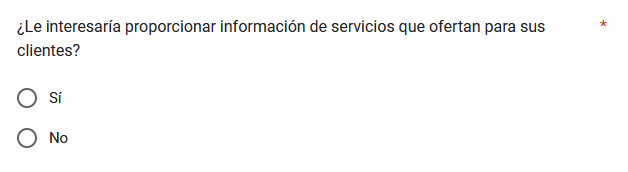 ¿Le interesaría proporcionar información de servicios que ofertan para sus *
clientes?
Sí
No